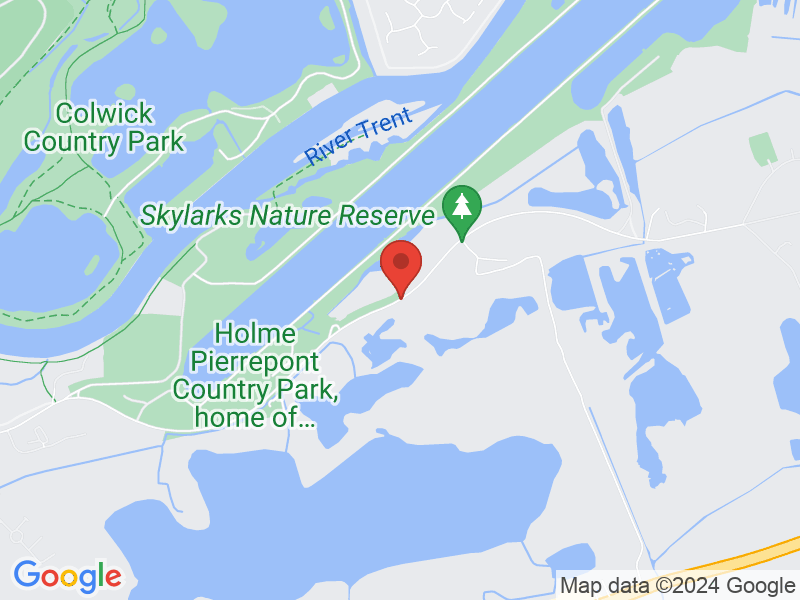 Colwick
Country Park
River Trent
Skylarks Nature Reserve
Holme
Pierrepont
Country Park,
home of...
Google
Map data ©2024 Google